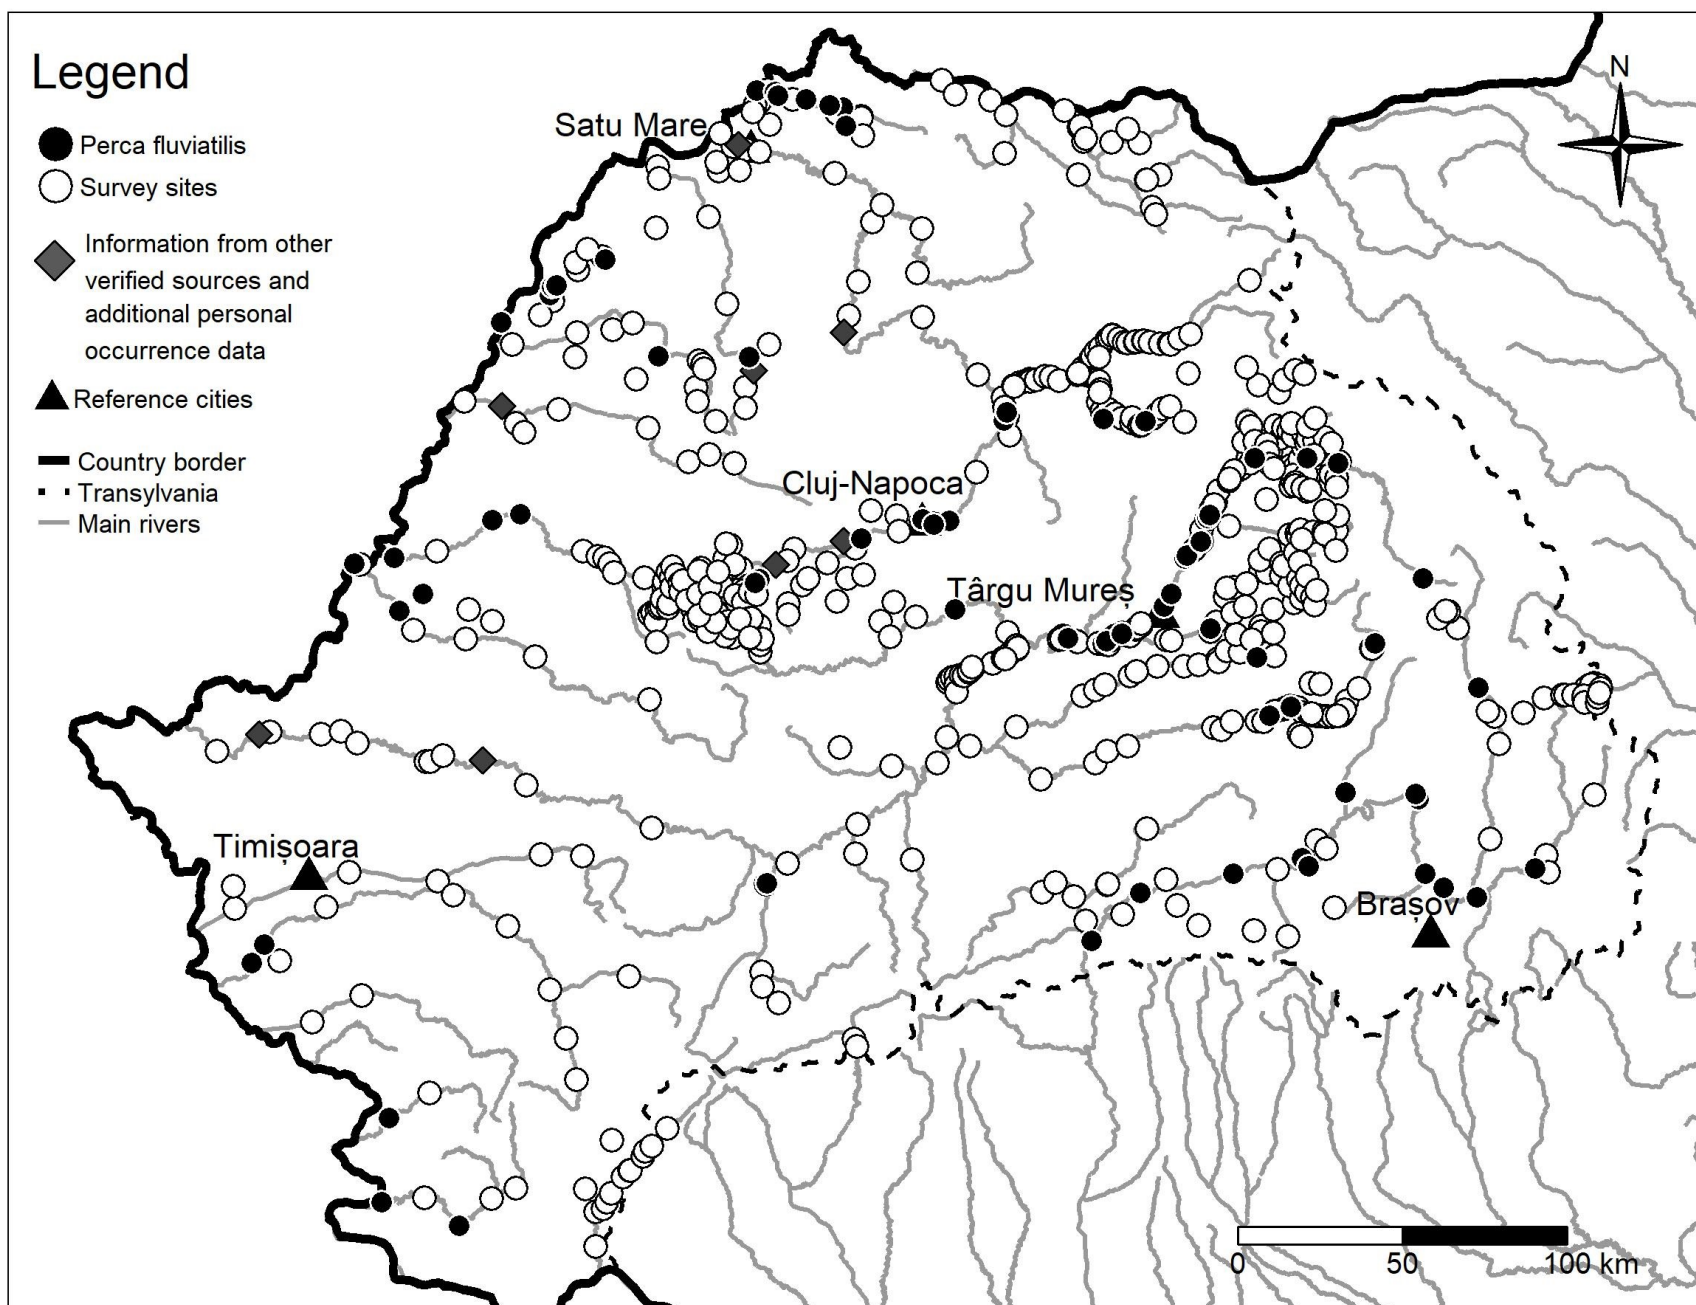 Legend
Perca fluviatilis
Survey sites
Information from other
verified sources and
additional personal
occurrence data
Reference cities
Country border
Transylvania
Main rivers
N
Satu Mare
Cluj-Napoca
Târgu Mureș
Timișoara
Brașov
0 50 100 km